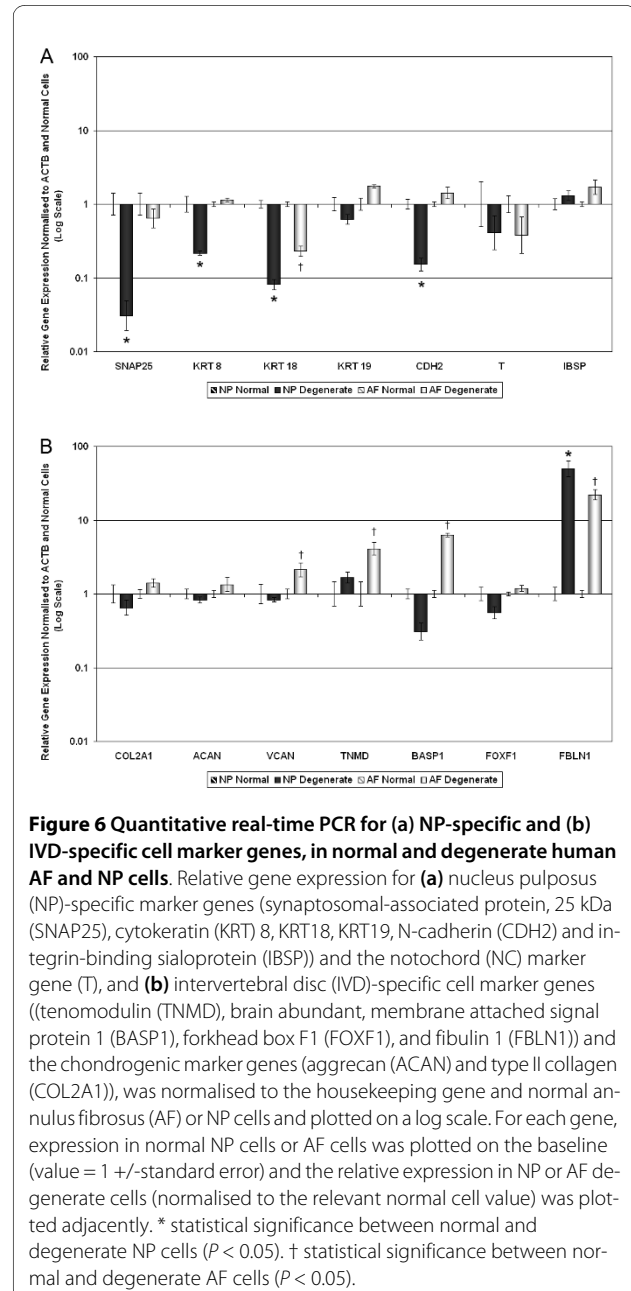 A
Relative Gene Expression Normalised to ACTB and Normal Cells
(Log Scale)
100
10
1
0.1
0.01
* * * † *
SNAP25 KRT 8 KRT 18 KRT 19 CDH2 T IBSP
NP Normal NP Degenerate AF Normal AF Degenerate
B
Relative Gene Expression Normalised to ACTB and Normal Cells
(Log Scale)
100
10
1
0.1
0.01
† † † * †
COL2A1 ACAN VCAN TNMD BASP1 FOXF1 FBLN1
NP Normal NP Degenerate AF Normal AF Degenerate
Figure 6 Quantitative real-time PCR for (a) NP-specific and (b)
IVD-specific cell marker genes, in normal and degenerate human
AF and NP cells. Relative gene expression for (a) nucleus pulposus
(NP)-specific marker genes (synaptosomal-associated protein, 25 kDa
(SNAP25), cytokeratin (KRT) 8, KRT18, KRT19, N-cadherin (CDH2) and in-
tegrin-binding sialoprotein (IBSP)) and the notochord (NC) marker
gene (T), and (b) intervertebral disc (IVD)-specific cell marker genes
((tenomodulin (TNMD), brain abundant, membrane attached signal
protein 1 (BASP1), forkhead box F1 (FOXF1), and fibulin 1 (FBLN1)) and
the chondrogenic marker genes (aggrecan (ACAN) and type II collagen
(COL2A1)), was normalised to the housekeeping gene and normal an-
nulus fibrosus (AF) or NP cells and plotted on a log scale. For each gene,
expression in normal NP cells or AF cells was plotted on the baseline
(value = 1 +/-standard error) and the relative expression in NP or AF de-
generate cells (normalised to the relevant normal cell value) was plot-
ted adjacently. * statistical significance between normal and
degenerate NP cells (P < 0.05). † statistical significance between nor-
mal and degenerate AF cells (P < 0.05).